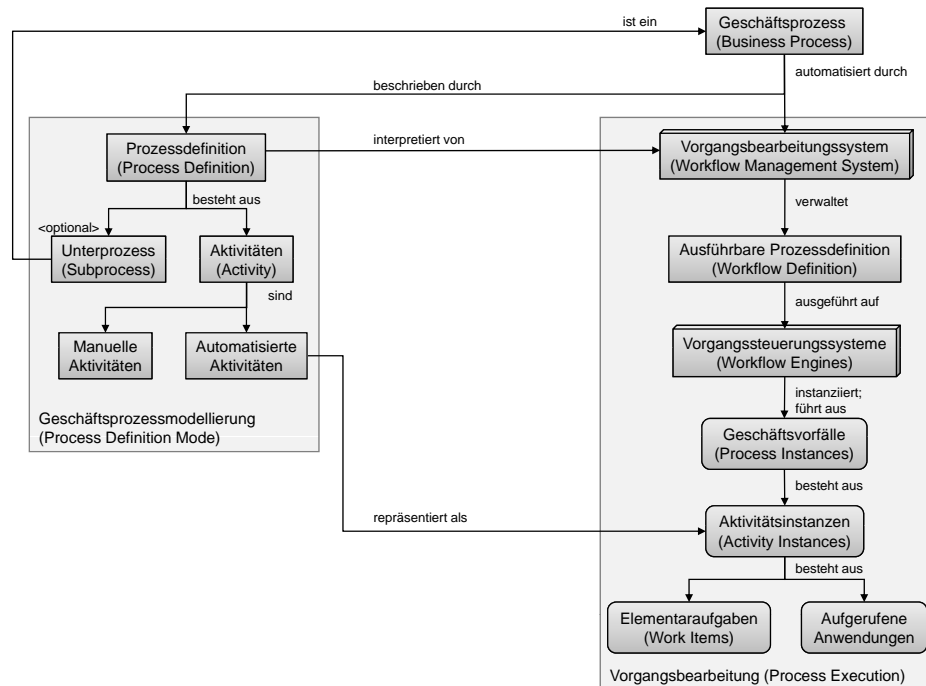 ist ein
Geschäftsprozess
(Business Process)
automatisiert durch
beschrieben durch
Prozessdefinition
(Process Definition)
interpretiert von
Vorgangsbearbeitungssystem
(Workflow Management System)
besteht aus
verwaltet
<optional>
Unterprozess
(Subprocess)
Aktivitäten
(Activity)
Ausführbare Prozessdefinition
(Workflow Definition)
sind
ausgeführt auf
Manuelle
Aktivitäten
Automatisierte
Aktivitäten
Vorgangssteuerungssysteme
(Workflow Engines)
instanziiert;
führt aus
Geschäftsprozessmodellierung
(Process Definition Mode)
Geschäftsvorfälle
(Process Instances)
besteht aus
repräsentiert als
Aktivitätsinstanzen
(Activity Instances)
besteht aus
Elementaraufgaben
(Work Items)
Aufgerufene
Anwendungen
Vorgangsbearbeitung (Process Execution)